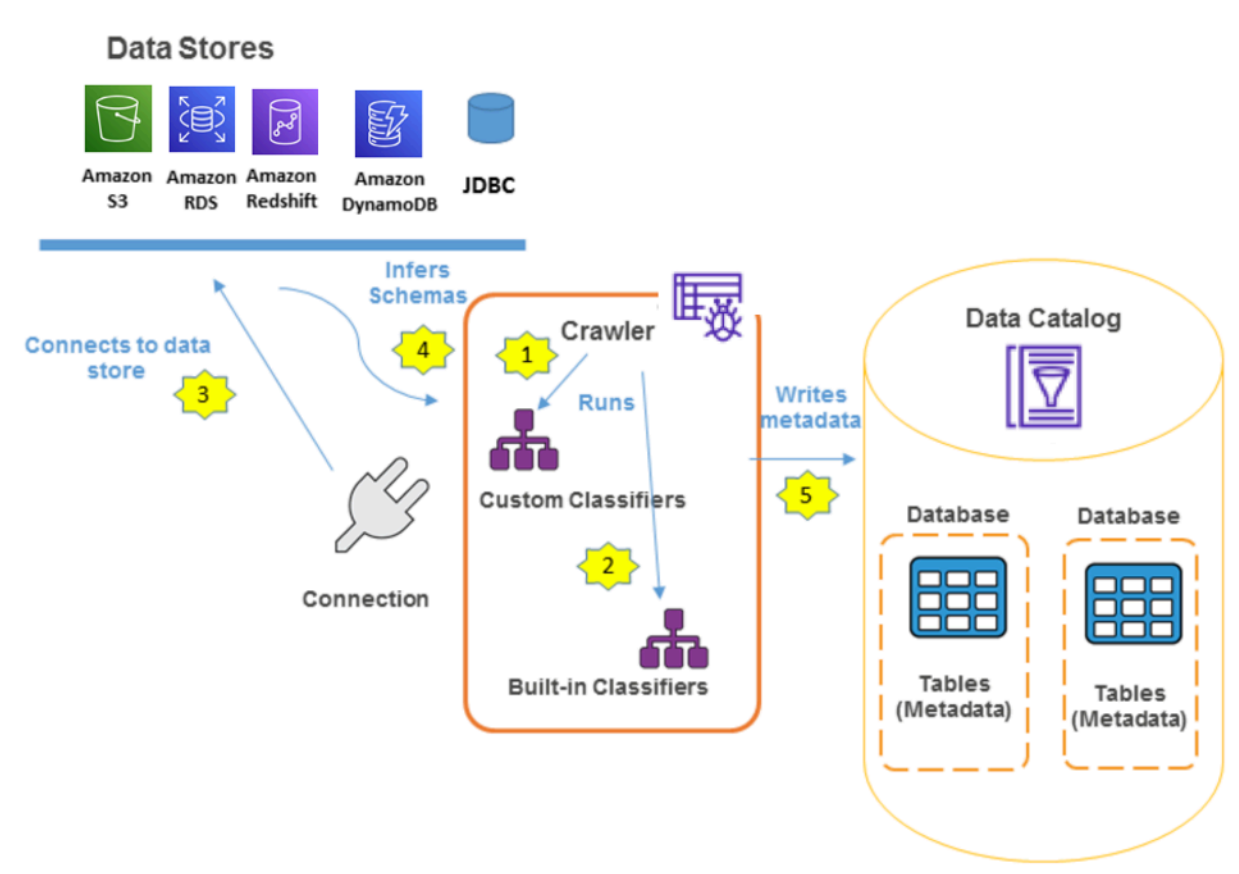 Data Stores
Amazon
S3
Amazon
RDS
Amazon
Redshift
Amazon
DynamoDB
JDBC
Infers
Schemas
4
Connects to data
store
3
Connection
Crawler
1
Runs
Custom Classifiers
2
Built-in Classifiers
Writes
metadata
5
Data Catalog
Database
Tables
(Metadata)
Database
Tables
(Metadata)